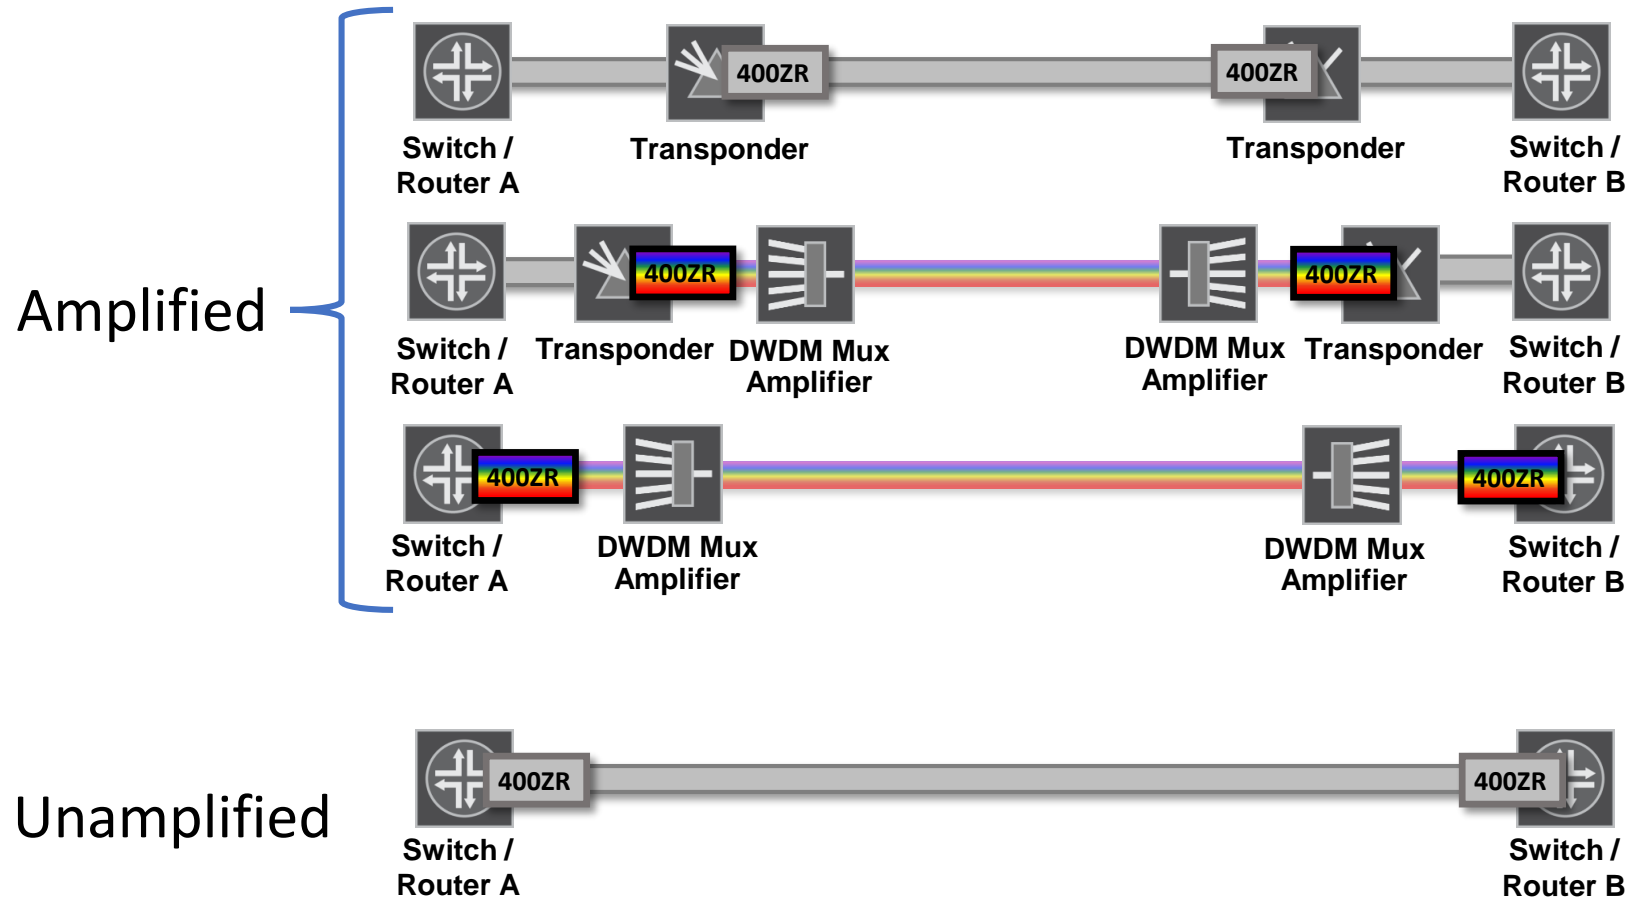 400ZR
400ZR
Switch /
Router A
Transponder
Transponder
Switch /
Router B
400ZR
400ZR
Amplified
Switch /
Router A
Transponder
DWDM Mux
Amplifier
DWDM Mux
Amplifier
Transponder
Switch /
Router B
400ZR
400ZR
Switch /
Router A
DWDM Mux
Amplifier
DWDM Mux
Amplifier
Switch /
Router B
400ZR
400ZR
Unamplified
Switch /
Router A
Switch /
Router B